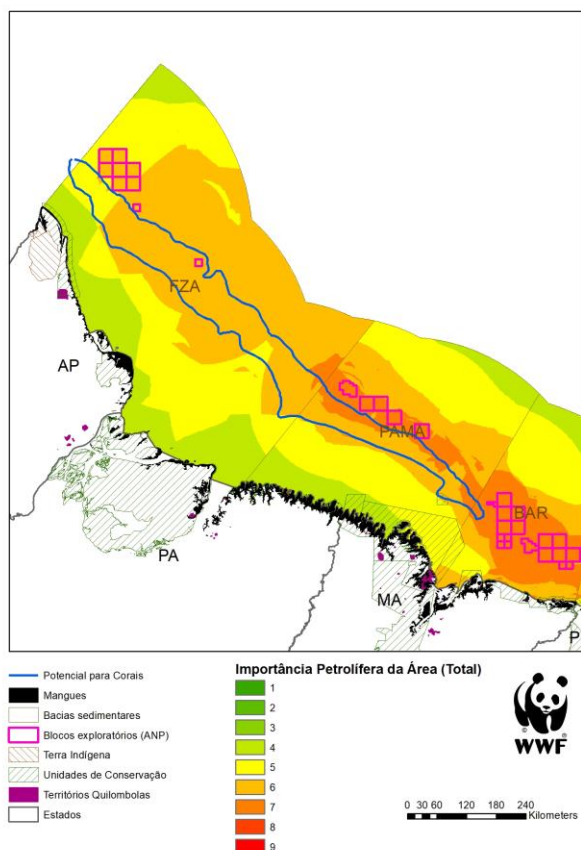 FZA
AP
PAMA
PA
BAR
MA
P
Potencial para Corais
Mangues
Bacias sedimentares
Blocos exploratórios (ANP)
Terra Indígena
Unidades de Conservação
Territórios Quilombolas
Estados
Importância Petrolífera da Área (Total)
1
2
3
4
5
6
7
8
9
WWF
0 30 60 120 180 240
Kilometers